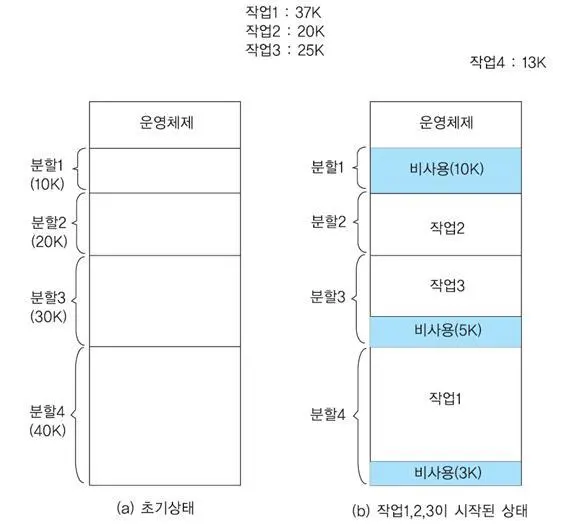 작업1 : 37K
작업2 : 20K
작업3 : 25K
작업4 : 13K
운영체제
분할1
(10K)
분할2
(20K)
분할3
(30K)
분할4
(40K)
(a) 초기상태
운영체제
분할1
비사용(10K)
분할2
작업2
분할3
작업3
비사용(5K)
분할4
작업1
비사용(3K)
(b) 작업1,2,3이 시작된 상태